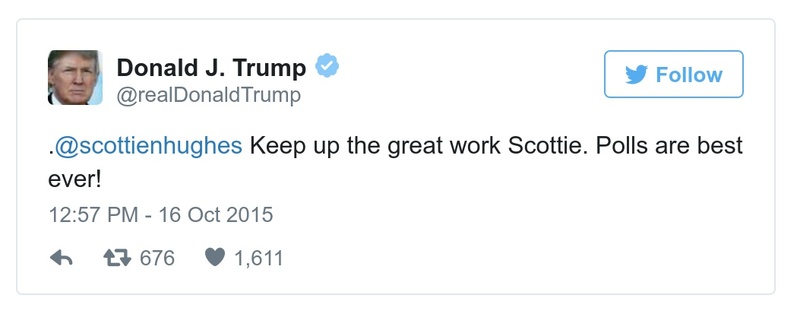 Donald J. Trump
@realDonaldTrump
Follow
.@scottienhughes Keep up the great work Scottie. Polls are best
ever!
12:57 PM - 16 Oct 2015
676 1,611